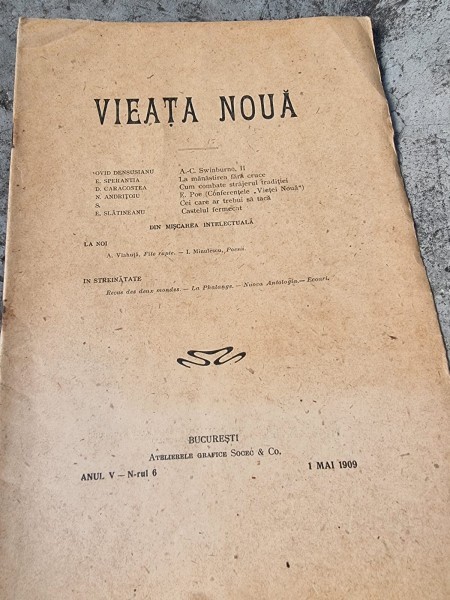 VIEAȚA NOUĂ
OVID DENSUSIANU A.-C. Swinburne, II
E. SPERANTIA La mănăstirea fără cruce
D. CARACOSTEA Cum combate străjerul tradiției
N. ANDRIȚOIU E. Poe (Conferențele „Vieței Nouă")
S. Cei care ar trebui să tacă
E. SLĂTINEANU Castelul fermecat
DIN MIȘCAREA INTELECTUALĂ
LA NOI
A. Vlahuță, File rupte. — I. Minulescu, Poeme.
IN STREINĂTATE
Revue des deux mondes. — La Phalange. — Nuova Antologia. — Ecouri.
BUCUREȘTI
ATELIERELE GRAFICE SOCEC & Co.
ANUL V — N-rul 6 1 MAI 1909